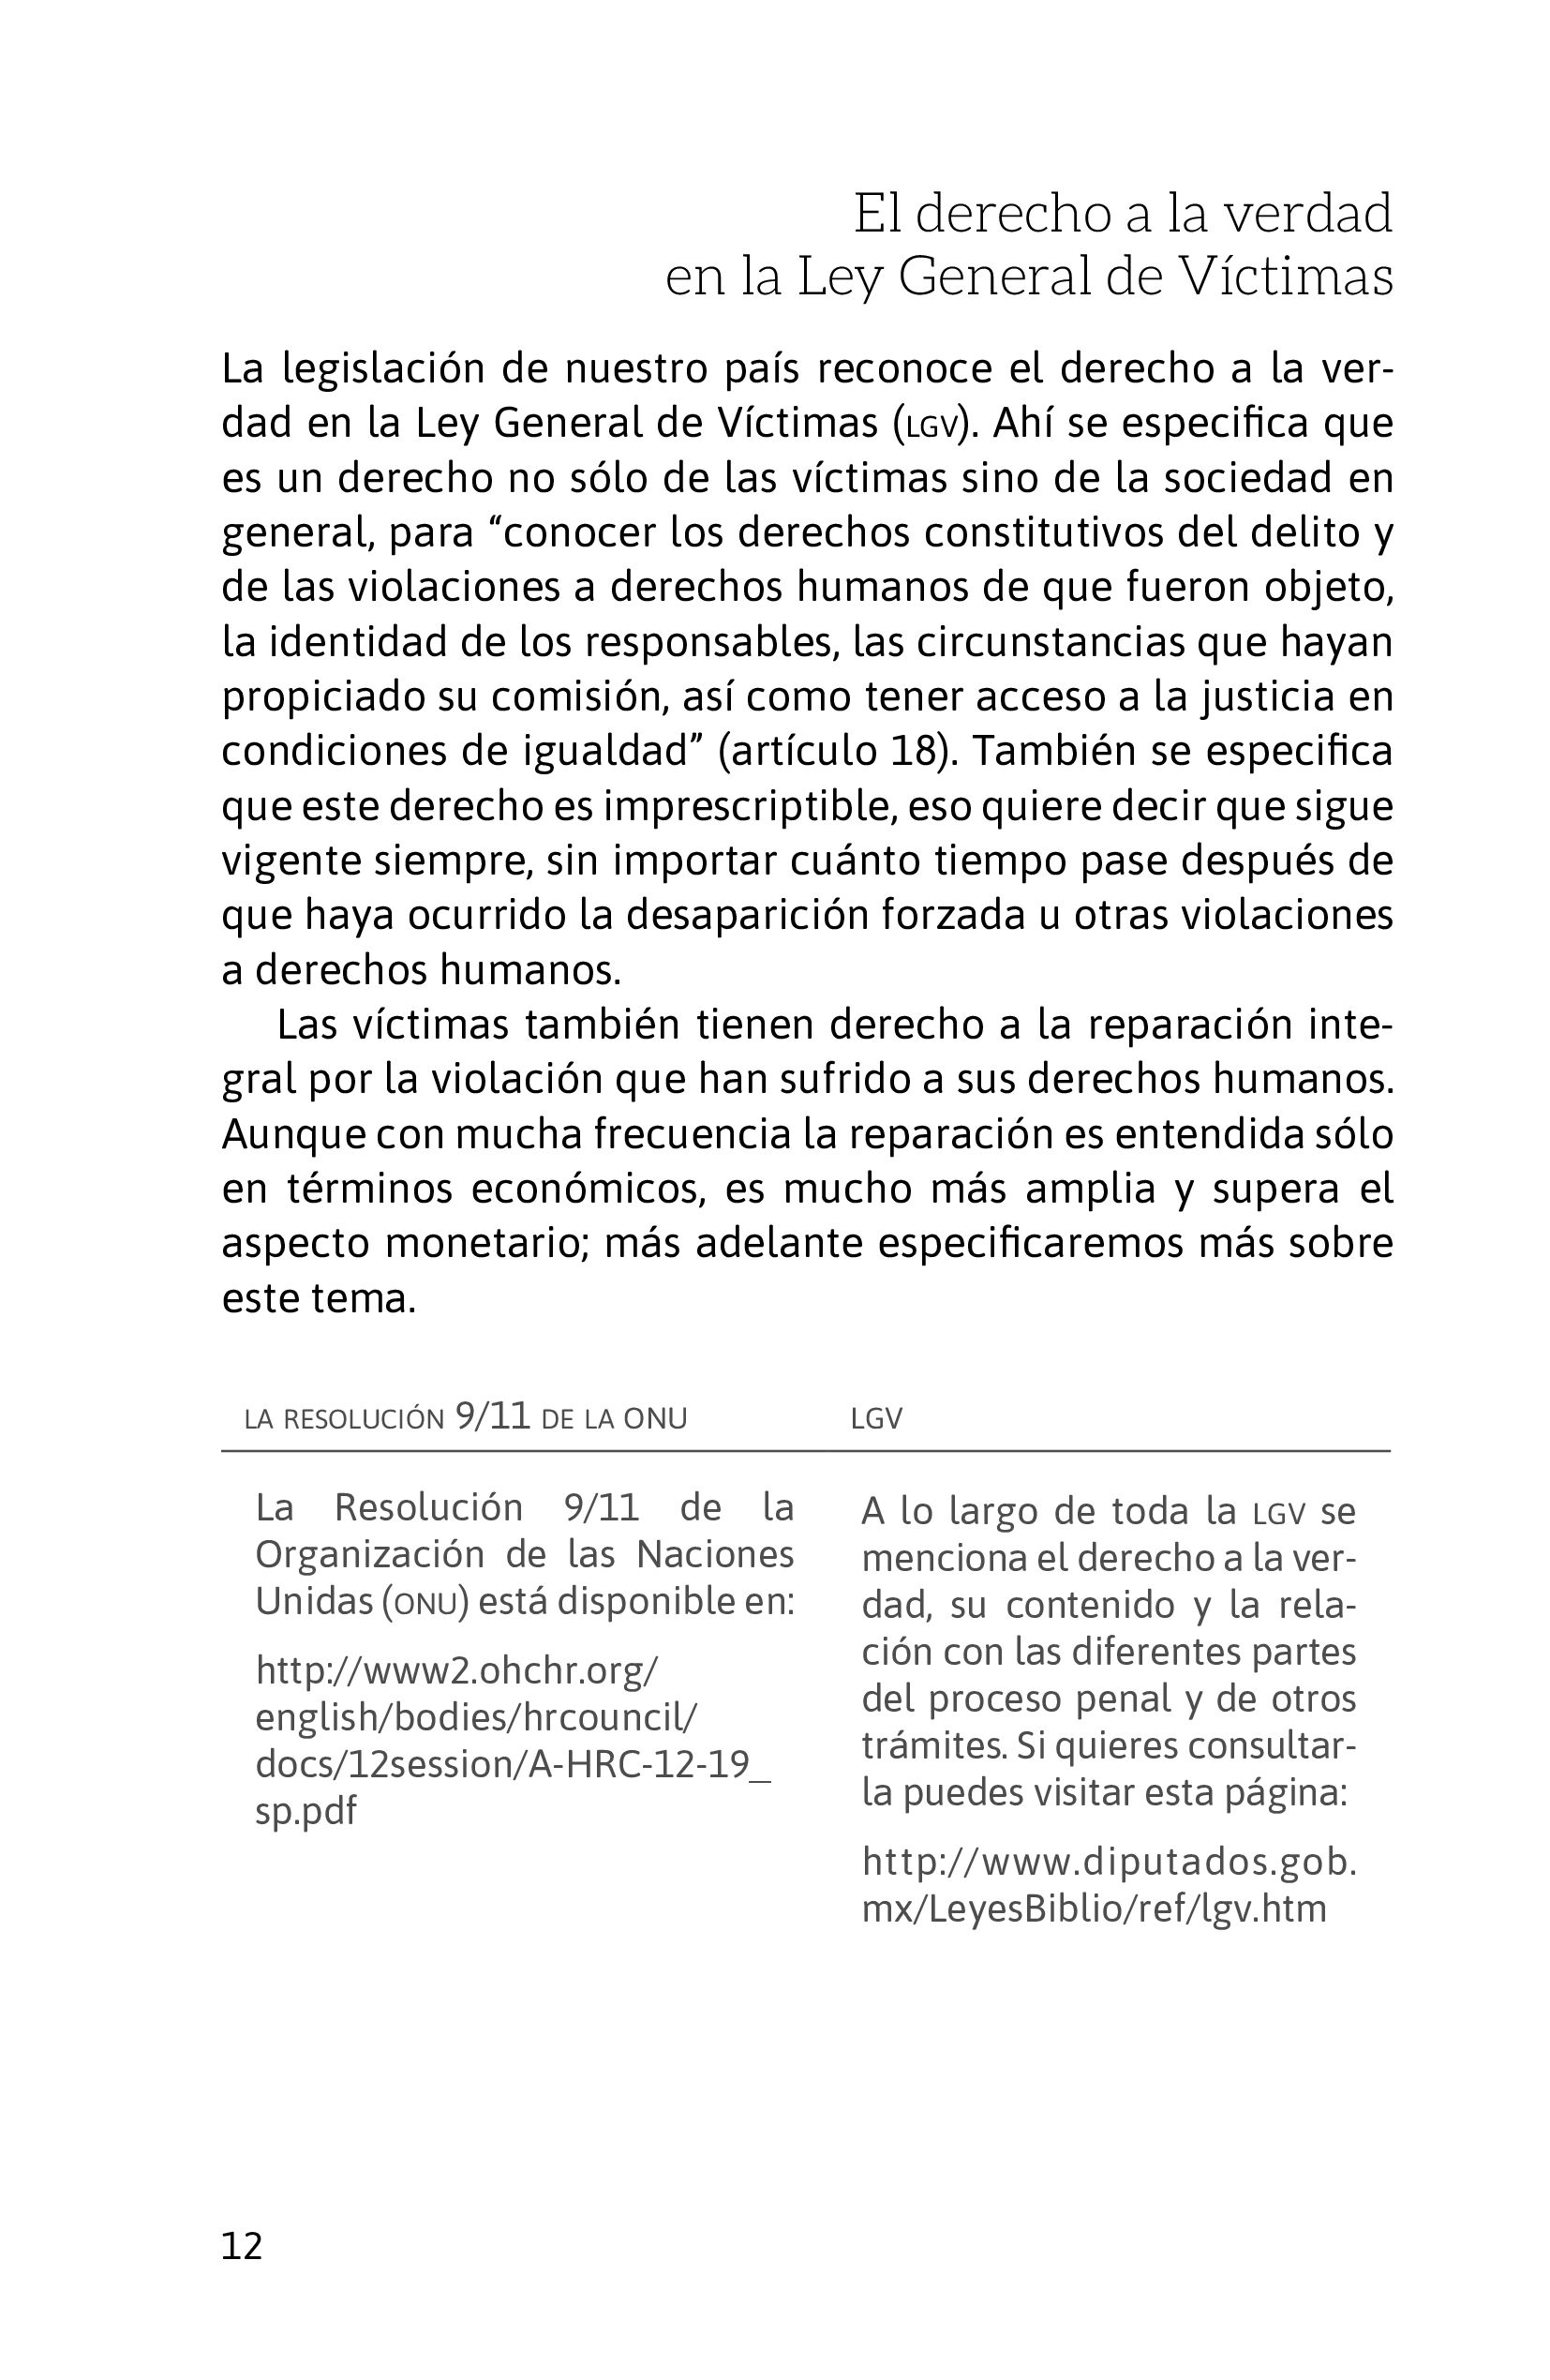 El derecho a la verdad
en la Ley General de Víctimas
La legislación de nuestro país reconoce el derecho a la ver-
dad en la Ley General de Víctimas (LGV). Ahí se especifica que
es un derecho no sólo de las víctimas sino de la sociedad en
general, para “conocer los derechos constitutivos del delito y
de las violaciones a derechos humanos de que fueron objeto,
la identidad de los responsables, las circunstancias que hayan
propiciado su comisión, así como tener acceso a la justicia en
condiciones de igualdad” (artículo 18). También se especifica
que este derecho es imprescriptible, eso quiere decir que sigue
vigente siempre, sin importar cuánto tiempo pase después de
que haya ocurrido la desaparición forzada u otras violaciones
a derechos humanos.
Las víctimas también tienen derecho a la reparación inte-
gral por la violación que han sufrido a sus derechos humanos.
Aunque con mucha frecuencia la reparación es entendida sólo
en términos económicos, es mucho más amplia y supera el
aspecto monetario; más adelante especificaremos más sobre
este tema.
LA RESOLUCIÓN 9/11 DE LA ONU
La Resolución 9/11 de la
Organización de las Naciones
Unidas (ONU) está disponible en:
http://www2.ohchr.org/
english/bodies/hrcouncil/
docs/12session/A-HRC-12-19_
sp.pdf
LGV
A lo largo de toda la LGV se
menciona el derecho a la ver-
dad, su contenido y la rela-
ción con las diferentes partes
del proceso penal y de otros
trámites. Si quieres consultar-
la puedes visitar esta página:
http://www.diputados.gob.
mx/LeyesBiblio/ref/lgv.htm
12